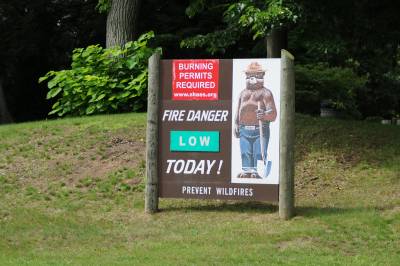 BURNING
PERMITS
REQUIRED
FIRE DANGER
LOW
TODAY!
PREVENT WILDFIRES